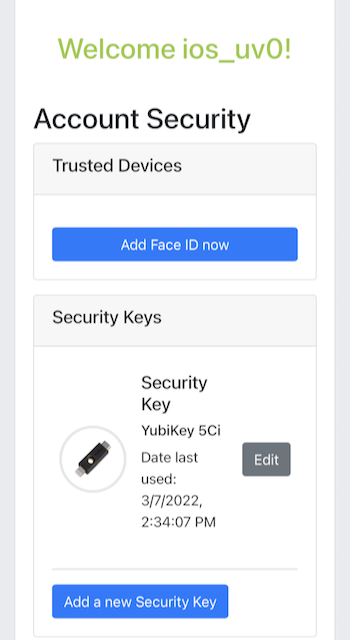 Welcome ios_uv0!
Account Security
Trusted Devices
Add Face ID now
Security Keys
Security
Key
YubiKey 5Ci
Date last
used:
3/7/2022,
2:34:07 PM
Edit
Add a new Security Key